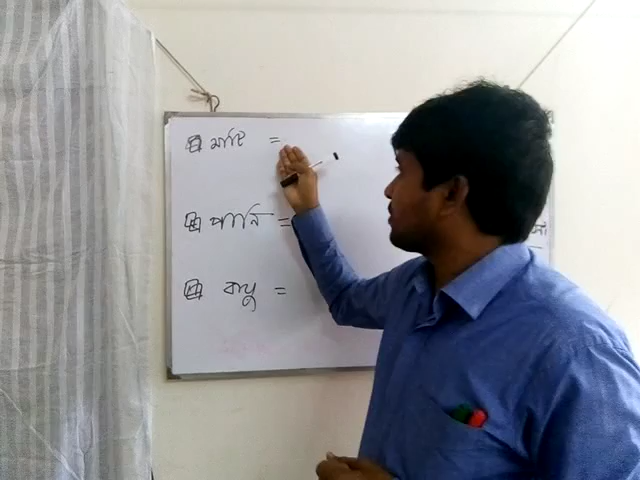 মাটি =
পানি =
বায়ু =